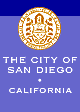 THE CITY OF
SAN DIEGO
•
CALIFORNIA